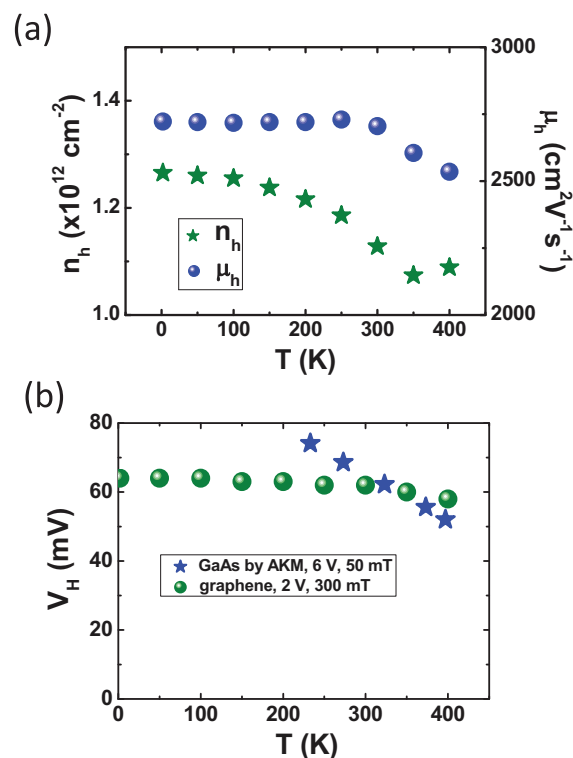 (a)
n_h (x10^12 cm^-2)
1.4
1.2
1.0
3000
2500
2000
μ_h (cm^2V^-1s^-1)
n_h
μ_h
0 100 200 300 400
T (K)
(b)
V_H (mV)
80
60
40
20
0
GaAs by AKM, 6 V, 50 mT
graphene, 2 V, 300 mT
0 100 200 300 400
T (K)